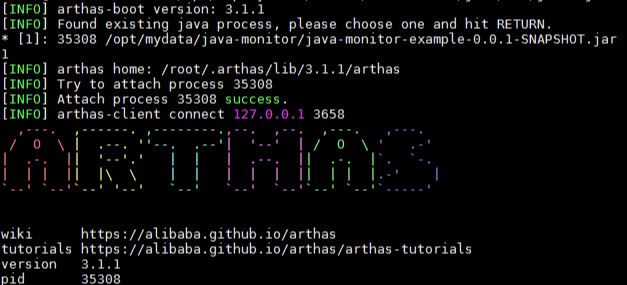 [INFO] arthas-boot version: 3.1.1
[INFO] Found existing java process, please choose one and hit RETURN.
* [1]: 35308 /opt/mydata/java-monitor/java-monitor-example-0.0.1-SNAPSHOT.jar
1
[INFO] arthas home: /root/.arthas/lib/3.1.1/arthas
[INFO] Try to attach process 35308
[INFO] Attach process 35308 success.
[INFO] arthas-client connect 127.0.0.1 3658
ARTHAS
wiki https://alibaba.github.io/arthas
tutorials https://alibaba.github.io/arthas/arthas-tutorials
version 3.1.1
pid 35308